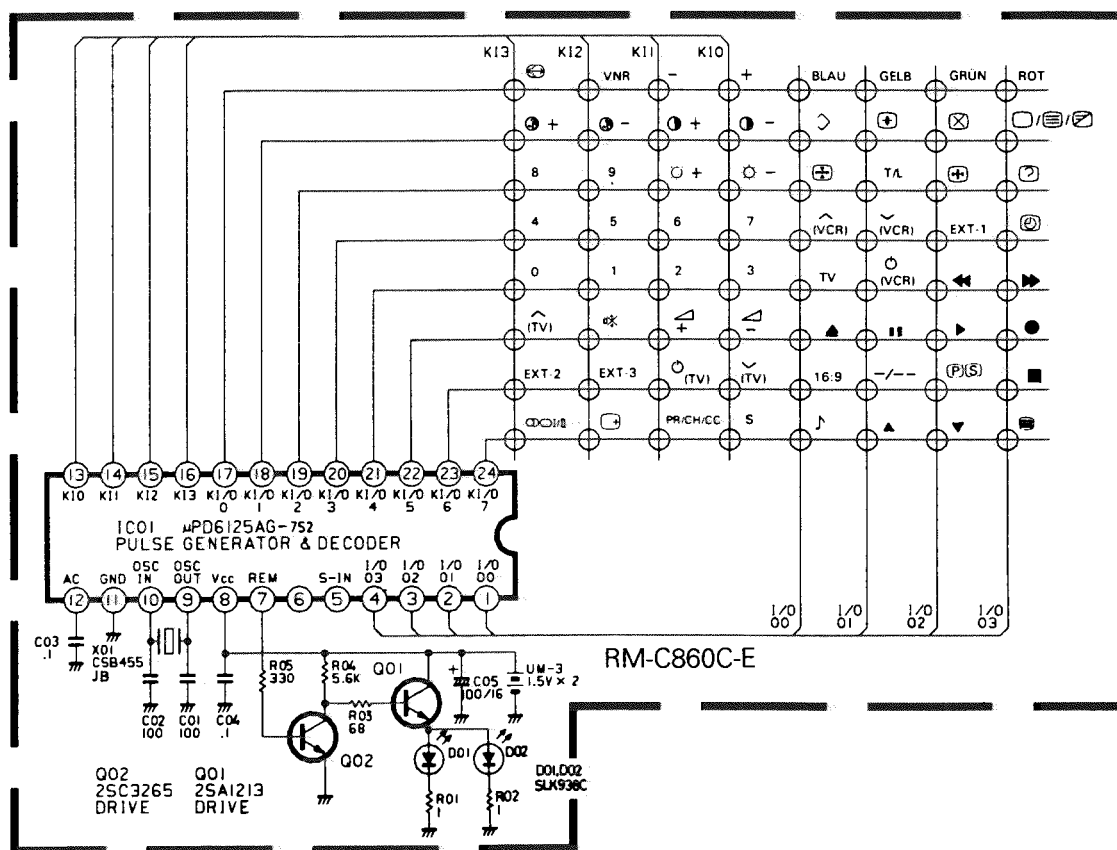 KI3 KI2 KI1 KI0
VNR - + BLAU GELB GRÜN ROT
+ - + - / /
8 9 + - T/L ?
4 5 6 7 (VCR) (VCR) EXT-1
0 1 2 3 TV (VCR)
(TV) + -
EXT-2 EXT-3 (TV) (TV) 16:9 -/-- (P)(S)
PR/CH/CC S
13 14 15 16 17 18 19 20 21 22 23 24
KI0 KI1 KI2 KI3 KI/O 0 KI/O 1 KI/O 2 KI/O 3 KI/O 4 KI/O 5 KI/O 6 KI/O 7
IC01 µPD6125AG-752
PULSE GENERATOR & DECODER
AC GND OSC IN OSC OUT Vcc REM S-IN I/O 03 I/O 02 I/O 01 I/O 00
12 11 10 9 8 7 6 5 4 3 2 1
I/O 00 I/O 01 I/O 02 I/O 03
RM-C860C-E
C03 .1
X01 CSB455 JB
C02 100
C01 100
C04 .1
R05 330
R04 5.6K
R03 68
Q01
Q02
+ C05 100/16
UM-3 1.5V × 2
D01
D02
R01 1
R02 1
D01,D02
SLK938C
Q02 2SC3265 DRIVE
Q01 2SA1213 DRIVE